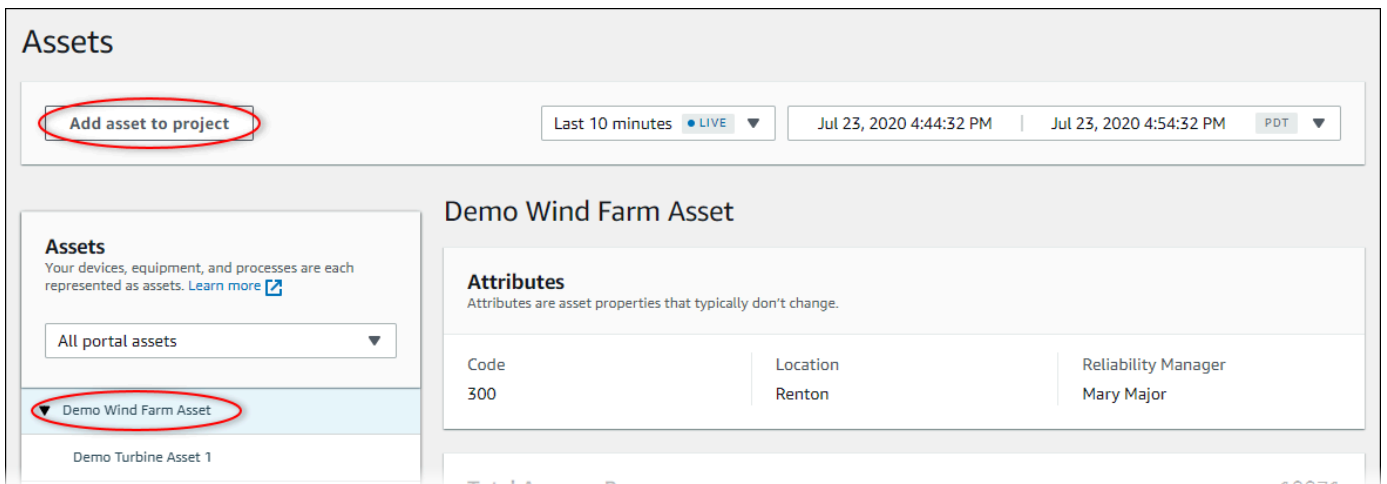 Assets
Add asset to project
Last 10 minutes LIVE
Jul 23, 2020 4:44:32 PM | Jul 23, 2020 4:54:32 PM PDT
Assets
Your devices, equipment, and processes are each
represented as assets. Learn more
All portal assets
Demo Wind Farm Asset
Demo Turbine Asset 1
Demo Wind Farm Asset
Attributes
Attributes are asset properties that typically don't change.
Code
300
Location
Renton
Reliability Manager
Mary Major